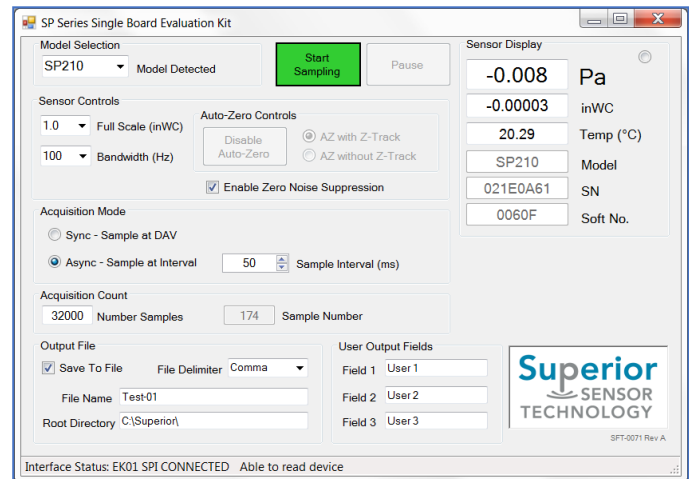 SP Series Single Board Evaluation Kit
Model Selection
SP210 Model Detected
Start
Sampling
Pause
Sensor Controls
1.0 Full Scale (inWC)
100 Bandwidth (Hz)
Auto-Zero Controls
Disable
Auto-Zero
AZ with Z-Track
AZ without Z-Track
Enable Zero Noise Suppression
Acquisition Mode
Sync - Sample at DAV
Async - Sample at Interval 50 Sample Interval (ms)
Acquisition Count
32000 Number Samples 174 Sample Number
Output File
Save To File File Delimiter Comma
File Name Test-01
Root Directory C:\Superior\
User Output Fields
Field 1 User 1
Field 2 User 2
Field 3 User 3
Sensor Display
-0.008 Pa
-0.00003 inWC
20.29 Temp (°C)
SP210 Model
021E0A61 SN
0060F Soft No.
Superior
SENSOR
TECHNOLOGY
SFT-0071 Rev A
Interface Status: EK01 SPI CONNECTED Able to read device